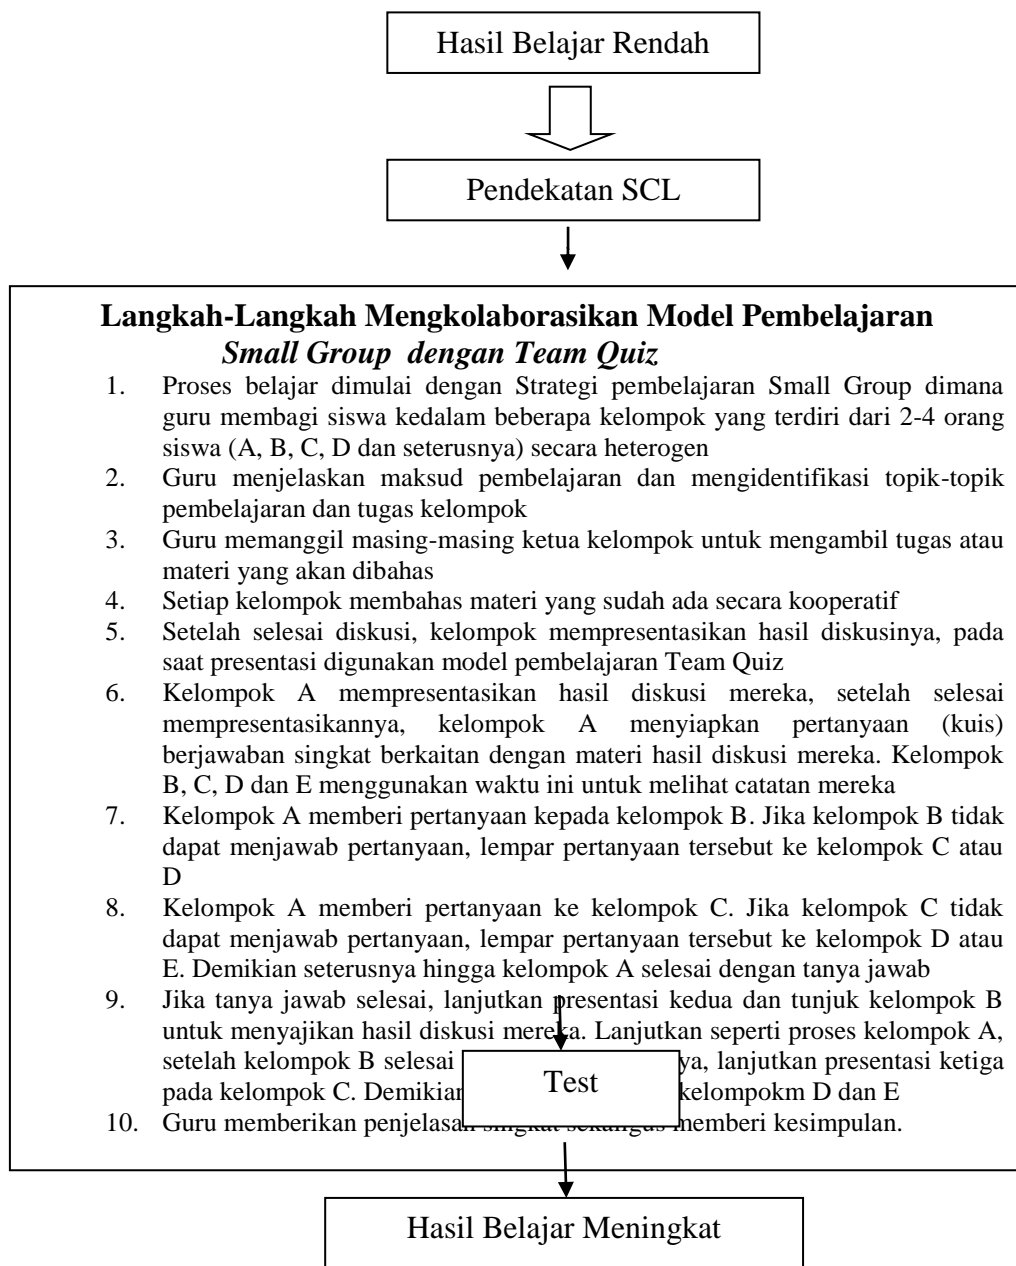 Hasil Belajar Rendah
Pendekatan SCL
Langkah-Langkah Mengkolaborasikan Model Pembelajaran
Small Group dengan Team Quiz
1. Proses belajar dimulai dengan Strategi pembelajaran Small Group dimana
guru membagi siswa kedalam beberapa kelompok yang terdiri dari 2-4 orang
siswa (A, B, C, D dan seterusnya) secara heterogen
2. Guru menjelaskan maksud pembelajaran dan mengidentifikasi topik-topik
pembelajaran dan tugas kelompok
3. Guru memanggil masing-masing ketua kelompok untuk mengambil tugas atau
materi yang akan dibahas
4. Setiap kelompok membahas materi yang sudah ada secara kooperatif
5. Setelah selesai diskusi, kelompok mempresentasikan hasil diskusinya, pada
saat presentasi digunakan model pembelajaran Team Quiz
6. Kelompok A mempresentasikan hasil diskusi mereka, setelah selesai
mempresentasikannya, kelompok A menyiapkan pertanyaan (kuis)
berjawaban singkat berkaitan dengan materi hasil diskusi mereka. Kelompok
B, C, D dan E menggunakan waktu ini untuk melihat catatan mereka
7. Kelompok A memberi pertanyaan kepada kelompok B. Jika kelompok B tidak
dapat menjawab pertanyaan, lempar pertanyaan tersebut ke kelompok C atau
D
8. Kelompok A memberi pertanyaan ke kelompok C. Jika kelompok C tidak
dapat menjawab pertanyaan, lempar pertanyaan tersebut ke kelompok D atau
E. Demikian seterusnya hingga kelompok A selesai dengan tanya jawab
9. Jika tanya jawab selesai, lanjutkan presentasi kedua dan tunjuk kelompok B
untuk menyajikan hasil diskusi mereka. Lanjutkan seperti proses kelompok A,
setelah kelompok B selesai ya, lanjutkan presentasi ketiga
pada kelompok C. Demikian kelompokm D dan E
10. Guru memberikan penjelasan singkat sekaligus memberi kesimpulan.
Test
Hasil Belajar Meningkat